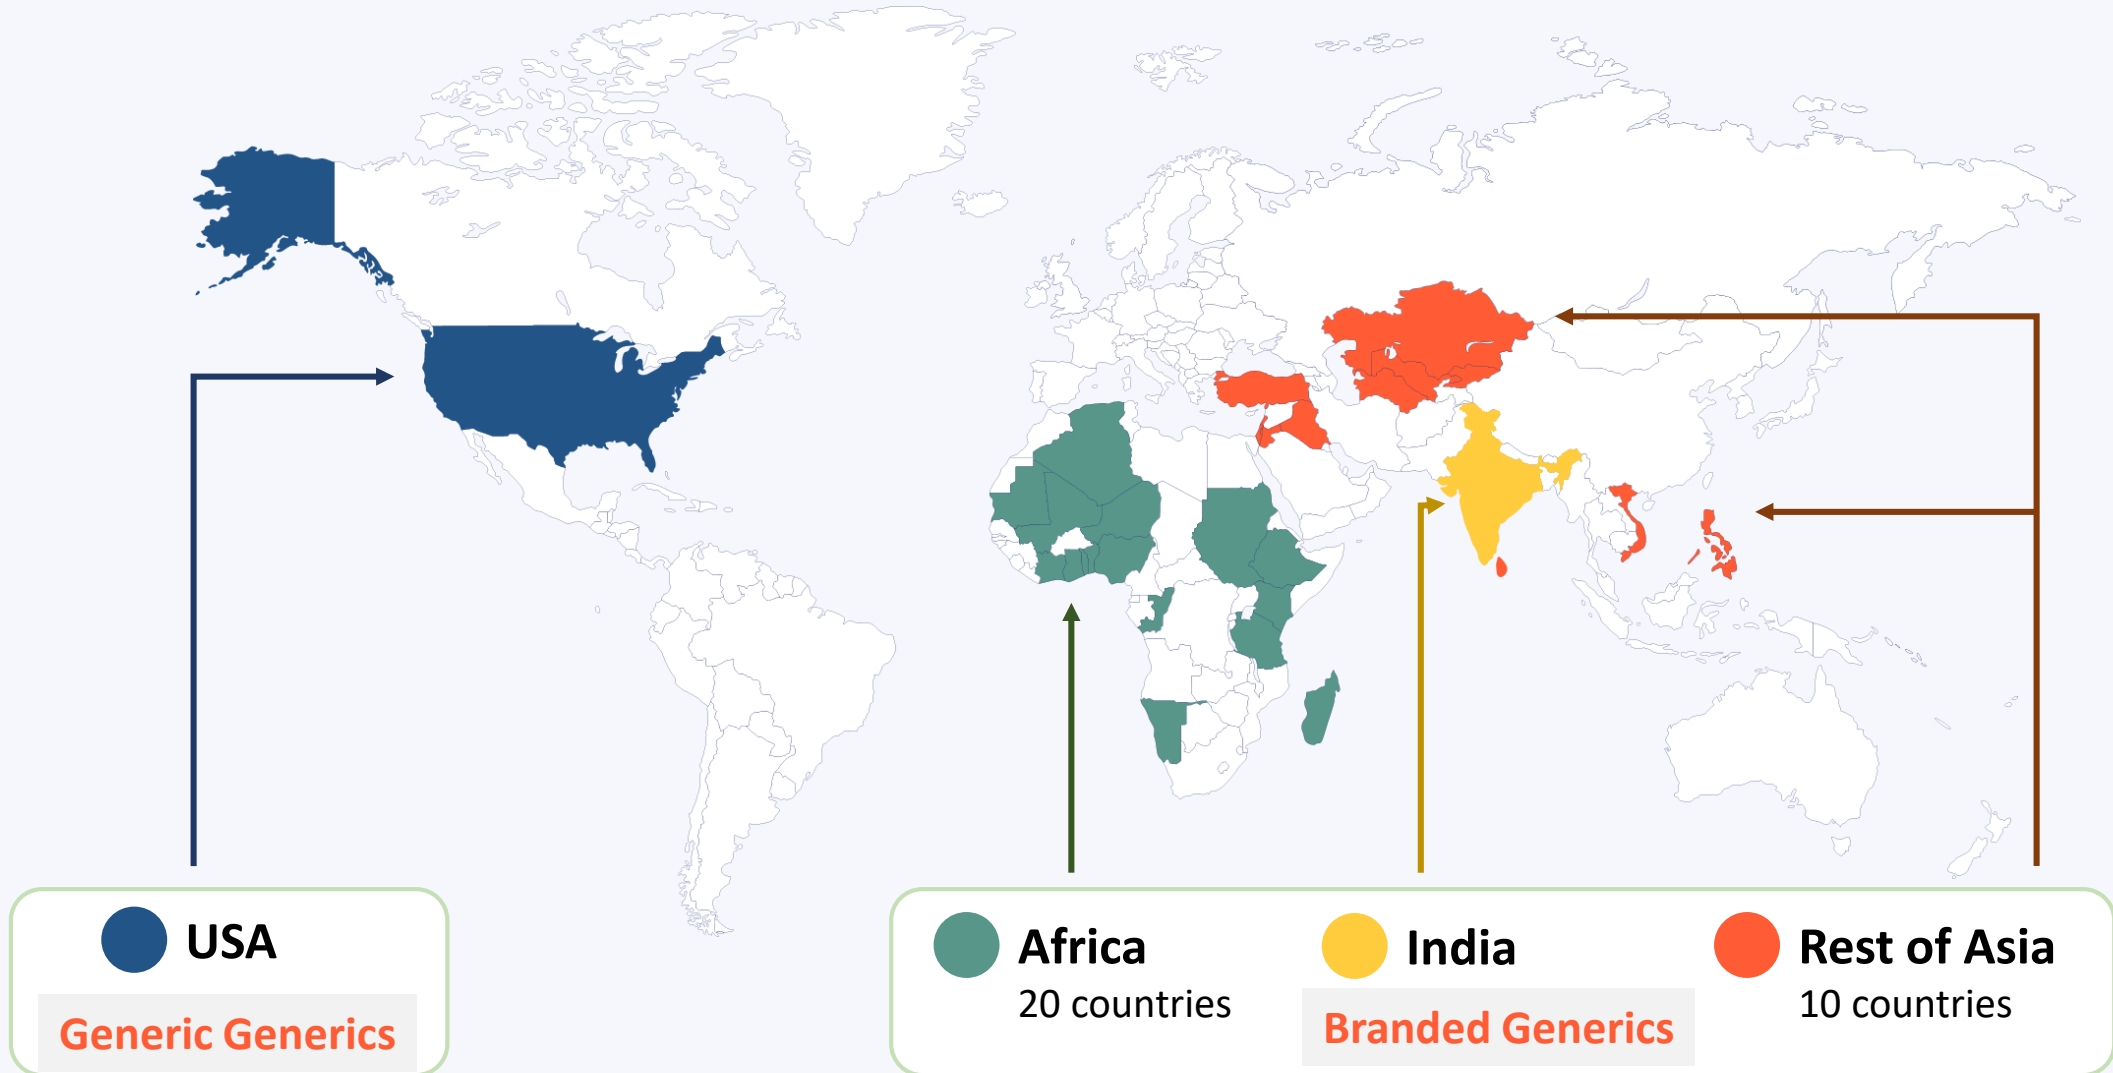 USA
Generic Generics
Africa
20 countries
India
Branded Generics
Rest of Asia
10 countries